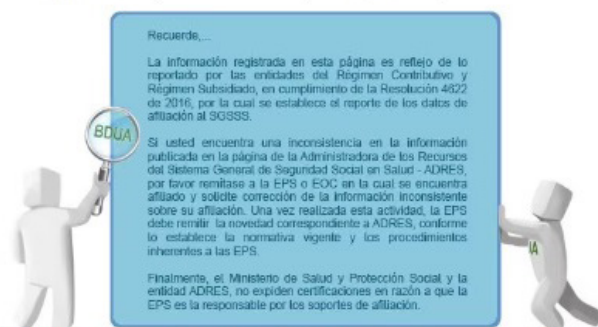 Recuerde,...
La información registrada en esta página es reflejo de lo
reportado por las entidades del Régimen Contributivo y
Régimen Subsidiado, en cumplimiento de la Resolución 4622
de 2016, por la cual se establece el reporte de los datos de
afiliación al SGSSS.
BDUA
Si usted encuentra una inconsistencia en la información
publicada en la página de la Administradora de los Recursos
del Sistema General de Seguridad Social en Salud - ADRES,
por favor remítase a la EPS o EOC en la cual se encuentra
afiliado y solicite corrección de la información inconsistente
sobre su afiliación. Una vez realizada esta actividad, la EPS
debe remitir la novedad correspondiente a ADRES, conforme
lo establece la normativa vigente y los procedimientos
inherentes a las EPS.
Finalmente, el Ministerio de Salud y Protección Social y la
entidad ADRES, no expiden certificaciones en razón a que la
EPS es la responsable por los soportes de afiliación.